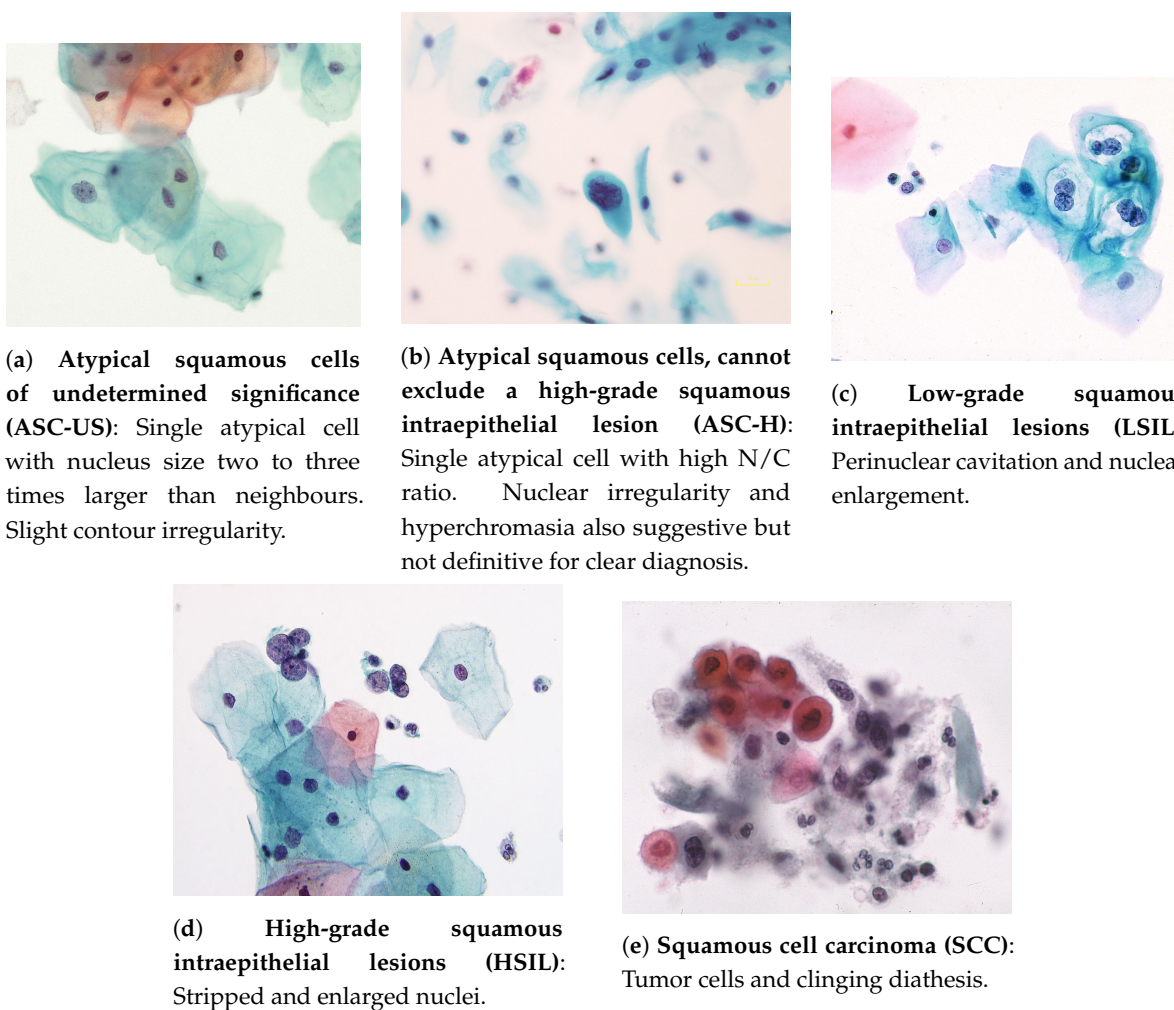 (a) Atypical squamous cells
of undetermined significance
(ASC-US): Single atypical cell
with nucleus size two to three
times larger than neighbours.
Slight contour irregularity.
(b) Atypical squamous cells, cannot
exclude a high-grade squamous
intraepithelial lesion (ASC-H):
Single atypical cell with high N/C
ratio. Nuclear irregularity and
hyperchromasia also suggestive but
not definitive for clear diagnosis.
(c) Low-grade squamou
intraepithelial lesions (LSIL
Perinuclear cavitation and nuclea
enlargement.
(d) High-grade squamous
intraepithelial lesions (HSIL):
Stripped and enlarged nuclei.
(e) Squamous cell carcinoma (SCC):
Tumor cells and clinging diathesis.